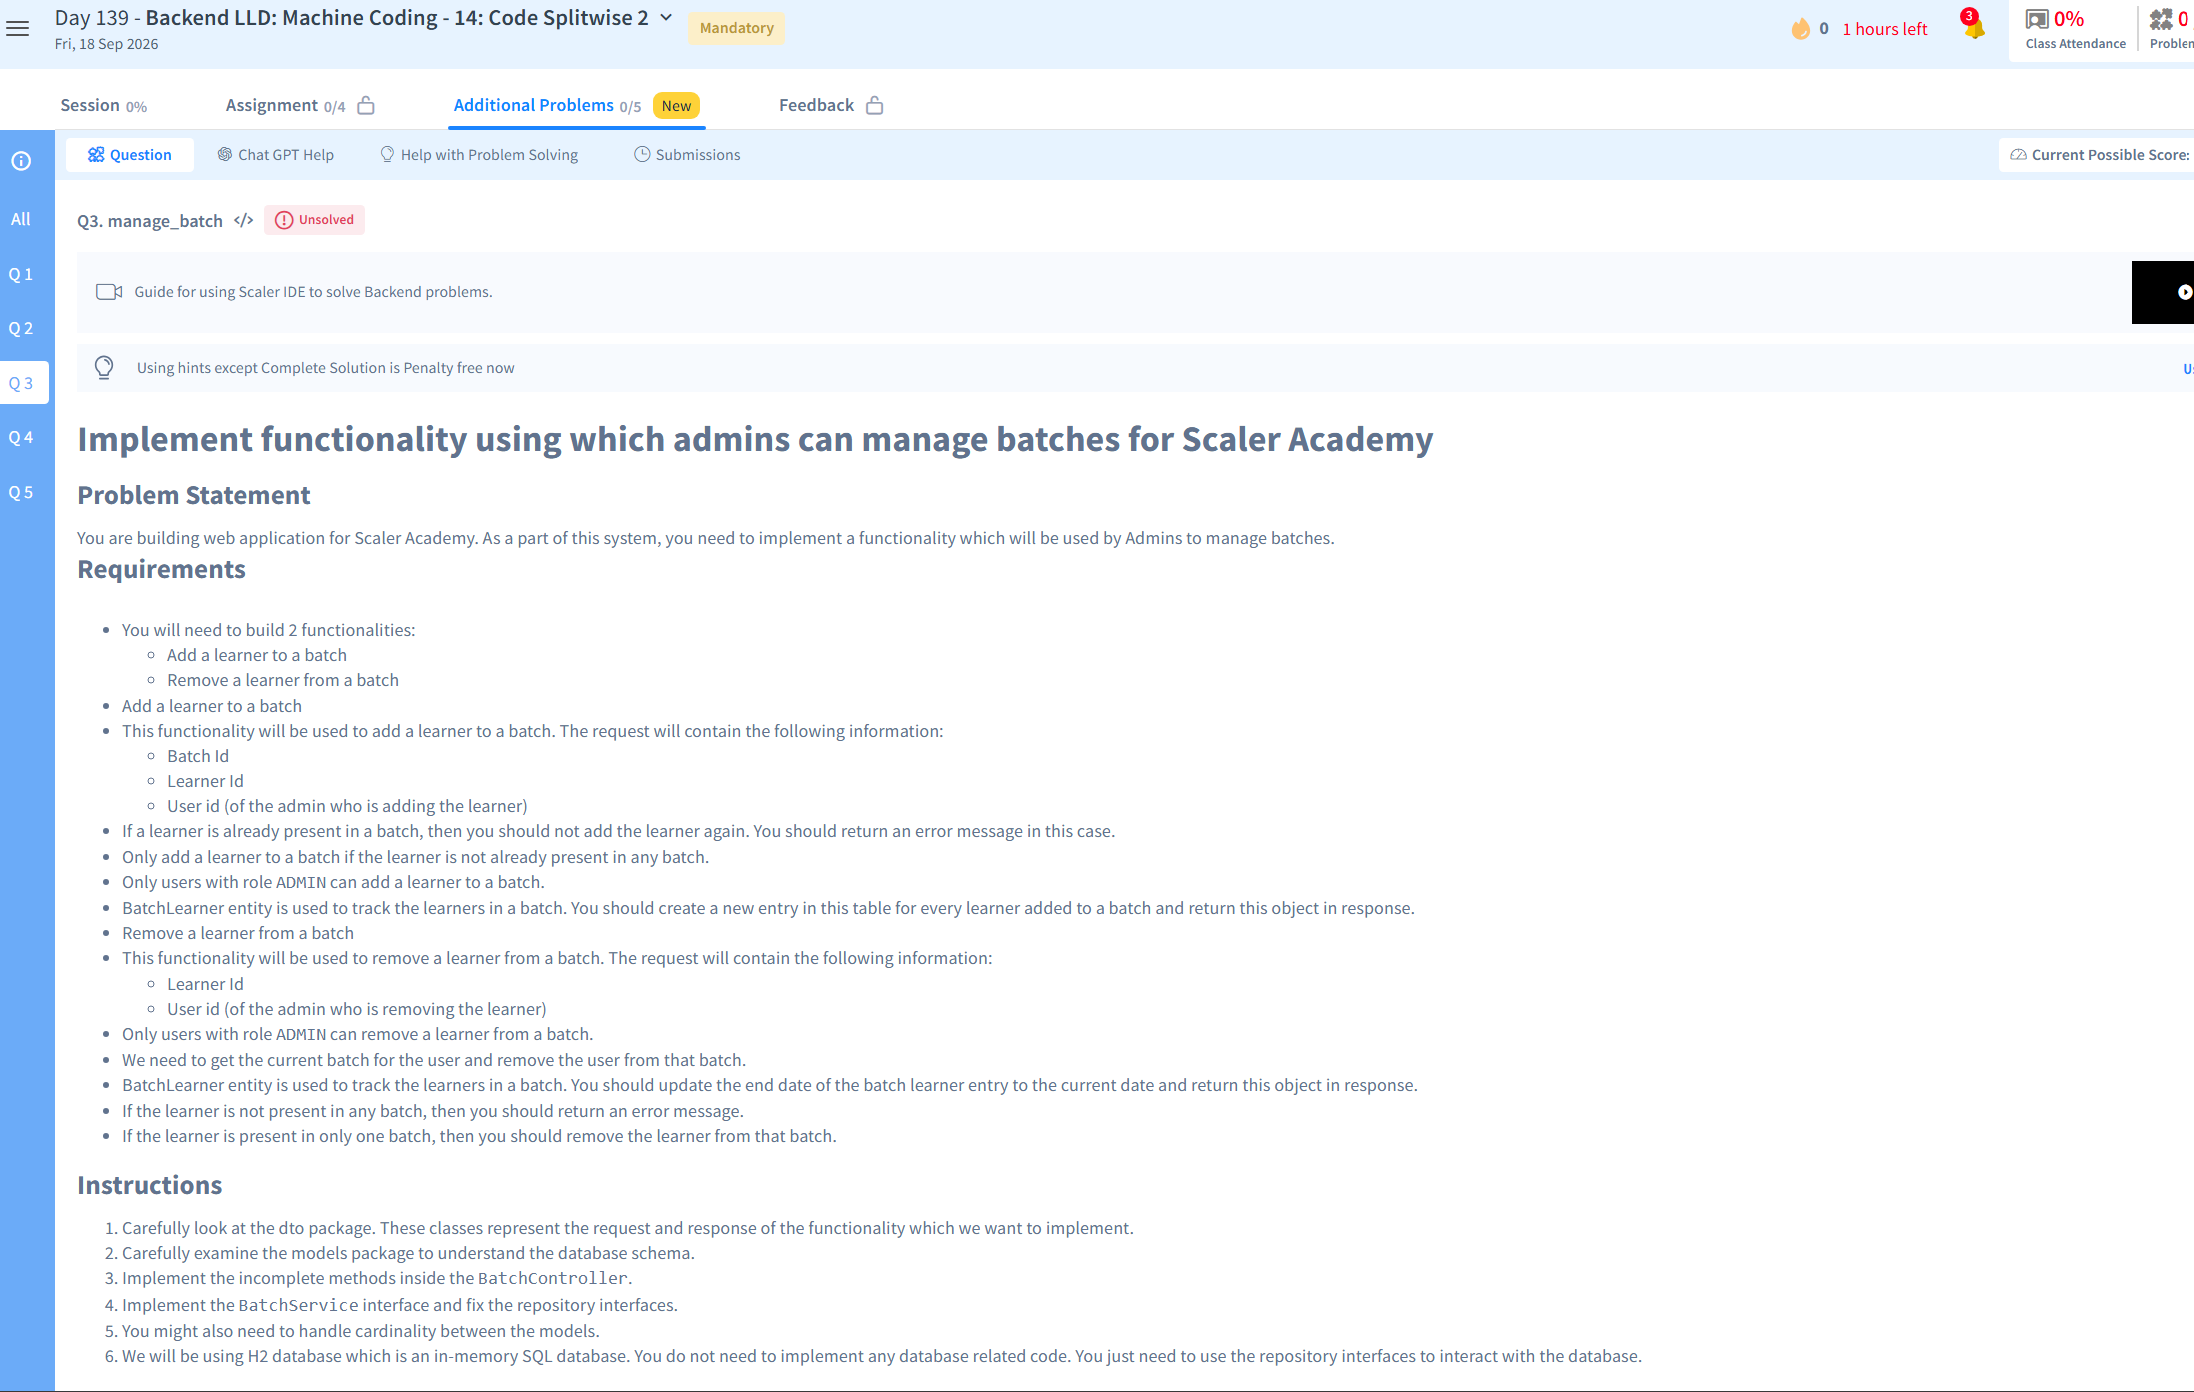 Day 139 - Backend LLD: Machine Coding - 14: Code Splitwise 2
Mandatory
Fri, 18 Sep 2026
0
1 hours left
3
0%
Class Attendance
0
Session 0%
Assignment 0/4
Additional Problems 0/5
New
Feedback
Question
Chat GPT Help
Help with Problem Solving
Submissions
Current Possible Score:
All
Q 1
Q 2
Q 3
Q 4
Q 5
Q3. manage_batch </>
Unsolved
Guide for using Scaler IDE to solve Backend problems.
Using hints except Complete Solution is Penalty free now
Implement functionality using which admins can manage batches for Scaler Academy
Problem Statement
You are building web application for Scaler Academy. As a part of this system, you need to implement a functionality which will be used by Admins to manage batches.
Requirements
• You will need to build 2 functionalities:
◦ Add a learner to a batch
◦ Remove a learner from a batch
• Add a learner to a batch
• This functionality will be used to add a learner to a batch. The request will contain the following information:
◦ Batch Id
◦ Learner Id
◦ User id (of the admin who is adding the learner)
• If a learner is already present in a batch, then you should not add the learner again. You should return an error message in this case.
• Only add a learner to a batch if the learner is not already present in any batch.
• Only users with role ADMIN can add a learner to a batch.
• BatchLearner entity is used to track the learners in a batch. You should create a new entry in this table for every learner added to a batch and return this object in response.
• Remove a learner from a batch
• This functionality will be used to remove a learner from a batch. The request will contain the following information:
◦ Learner Id
◦ User id (of the admin who is removing the learner)
• Only users with role ADMIN can remove a learner from a batch.
• We need to get the current batch for the user and remove the user from that batch.
• BatchLearner entity is used to track the learners in a batch. You should update the end date of the batch learner entry to the current date and return this object in response.
• If the learner is not present in any batch, then you should return an error message.
• If the learner is present in only one batch, then you should remove the learner from that batch.
Instructions
1. Carefully look at the dto package. These classes represent the request and response of the functionality which we want to implement.
2. Carefully examine the models package to understand the database schema.
3. Implement the incomplete methods inside the BatchController.
4. Implement the BatchService interface and fix the repository interfaces.
5. You might also need to handle cardinality between the models.
6. We will be using H2 database which is an in-memory SQL database. You do not need to implement any database related code. You just need to use the repository interfaces to interact with the database.